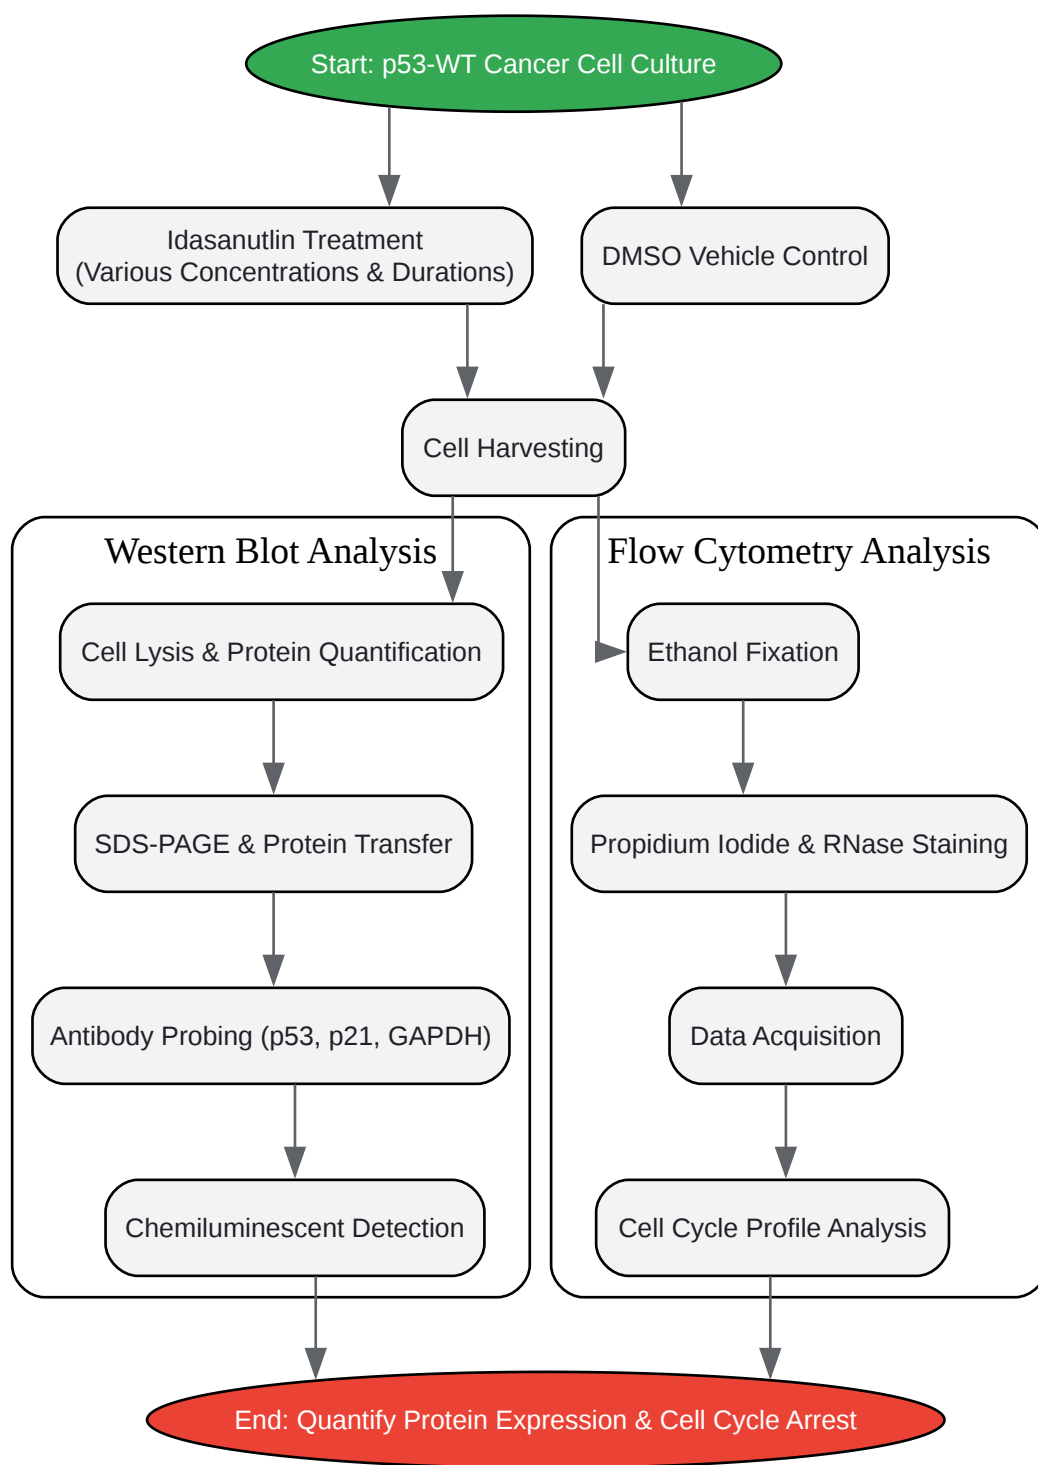 Start: p53-WT Cancer Cell Culture
Idasanutlin Treatment
(Various Concentrations & Durations)
DMSO Vehicle Control
Cell Harvesting
Western Blot Analysis
Cell Lysis & Protein Quantification
SDS-PAGE & Protein Transfer
Antibody Probing (p53, p21, GAPDH)
Chemiluminescent Detection
Flow Cytometry Analysis
Ethanol Fixation
Propidium Iodide & RNase Staining
Data Acquisition
Cell Cycle Profile Analysis
End: Quantify Protein Expression & Cell Cycle Arrest